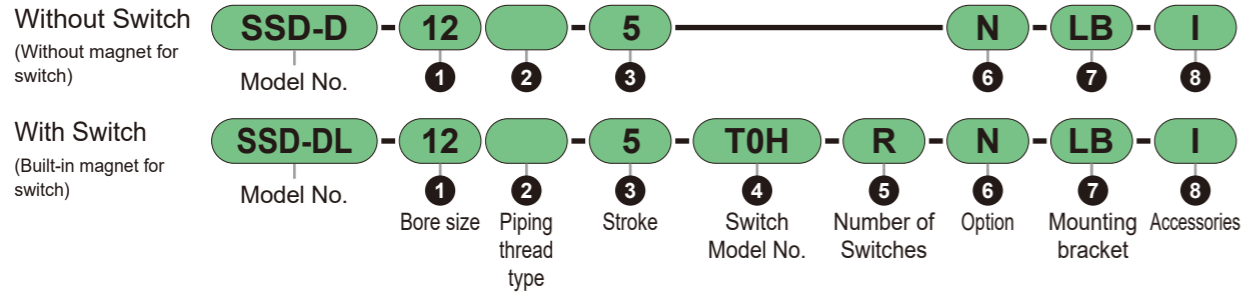 Without Switch
(Without magnet for
switch)
SSD-D - 12 - 5 N - LB - I
Model No. 1 2 3 6 7 8
With Switch
(Built-in magnet for
switch)
SSD-DL - 12 - 5 - T0H - R - N - LB - I
Model No. 1 2 3 4 5 6 7 8
Bore size Piping Stroke Switch Number of Option Mounting Accessories
thread Model No. Switches bracket
type